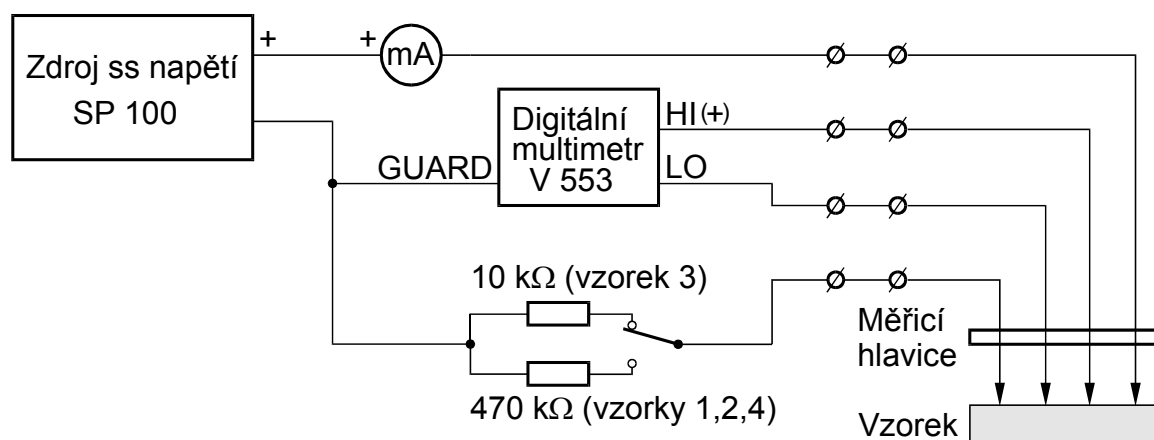 +
+
mA
Zdroj ss napětí
SP 100
Digitální
multimetr
V 553
HI (+)
GUARD
LO
10 kΩ (vzorek 3)
470 kΩ (vzorky 1,2,4)
Měřicí
hlavice
Vzorek